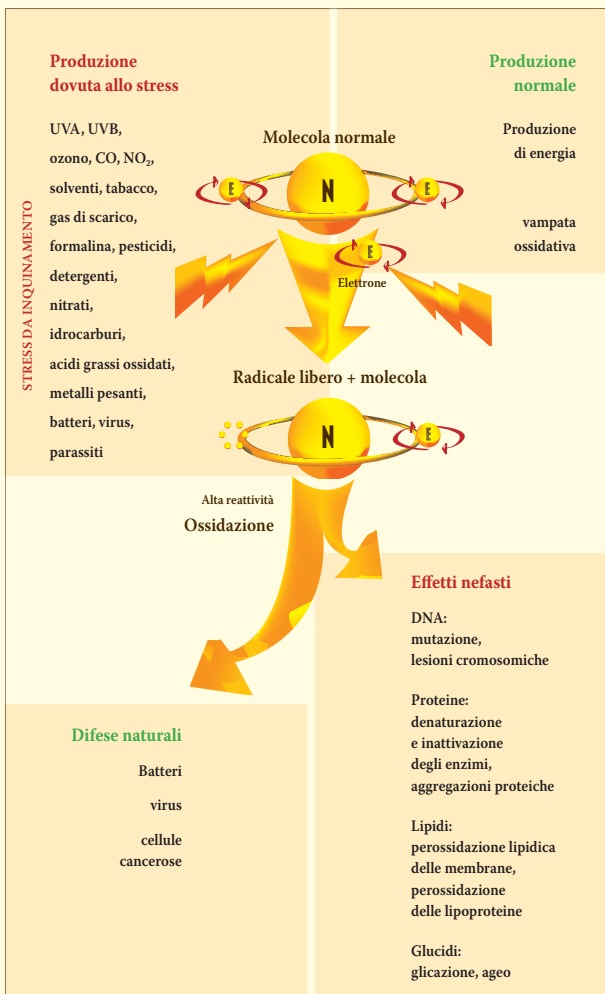 Produzione
dovuta allo stress
UVA, UVB,
ozono, CO, NO₂,
solventi, tabacco,
gas di scarico,
formalina, pesticidi,
detergenti,
nitrati,
idrocarburi,
acidi grassi ossidati,
metalli pesanti,
batteri, virus,
parassiti
STRESS DA INQUINAMENTO
Produzione
normale
Produzione
di energia
vampata
ossidativa
Molecola normale
E
N
E
E
Elettrone
Radicale libero + molecola
N
E
Alta reattività
Ossidazione
Effetti nefasti
DNA:
mutazione,
lesioni cromosomiche
Proteine:
denaturazione
e inattivazione
degli enzimi,
aggregazioni proteiche
Lipidi:
perossidazione lipidica
delle membrane,
perossidazione
delle lipoproteine
Glucidi:
glicazione, ageo
Difese naturali
Batteri
virus
cellule
cancerose